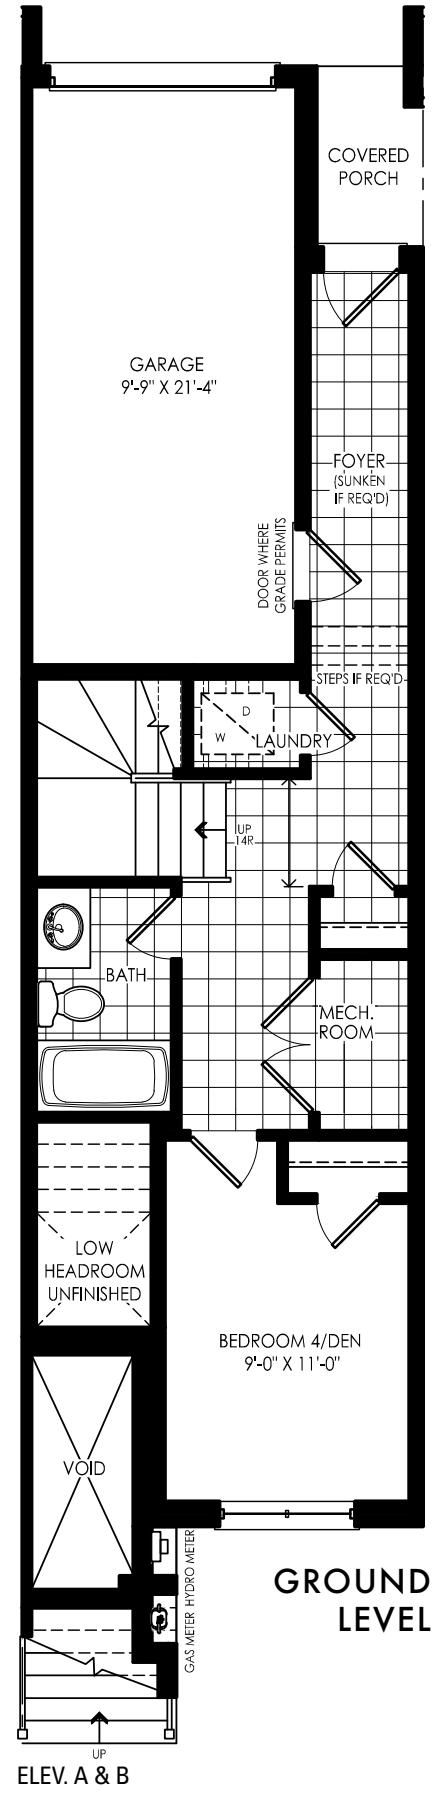 COVERED
PORCH
GARAGE
9'-9" X 21'-4"
FOYER
(SUNKEN
IF REQ'D)
DOOR WHERE
GRADE PERMITS
STEPS IF REQ'D
D
W
LAUNDRY
UP
14R
BATH
MECH.
ROOM
LOW
HEADROOM
UNFINISHED
BEDROOM 4/DEN
9'-0" X 11'-0"
VOID
GAS METER HYDRO METER
GROUND
LEVEL
UP
ELEV. A & B